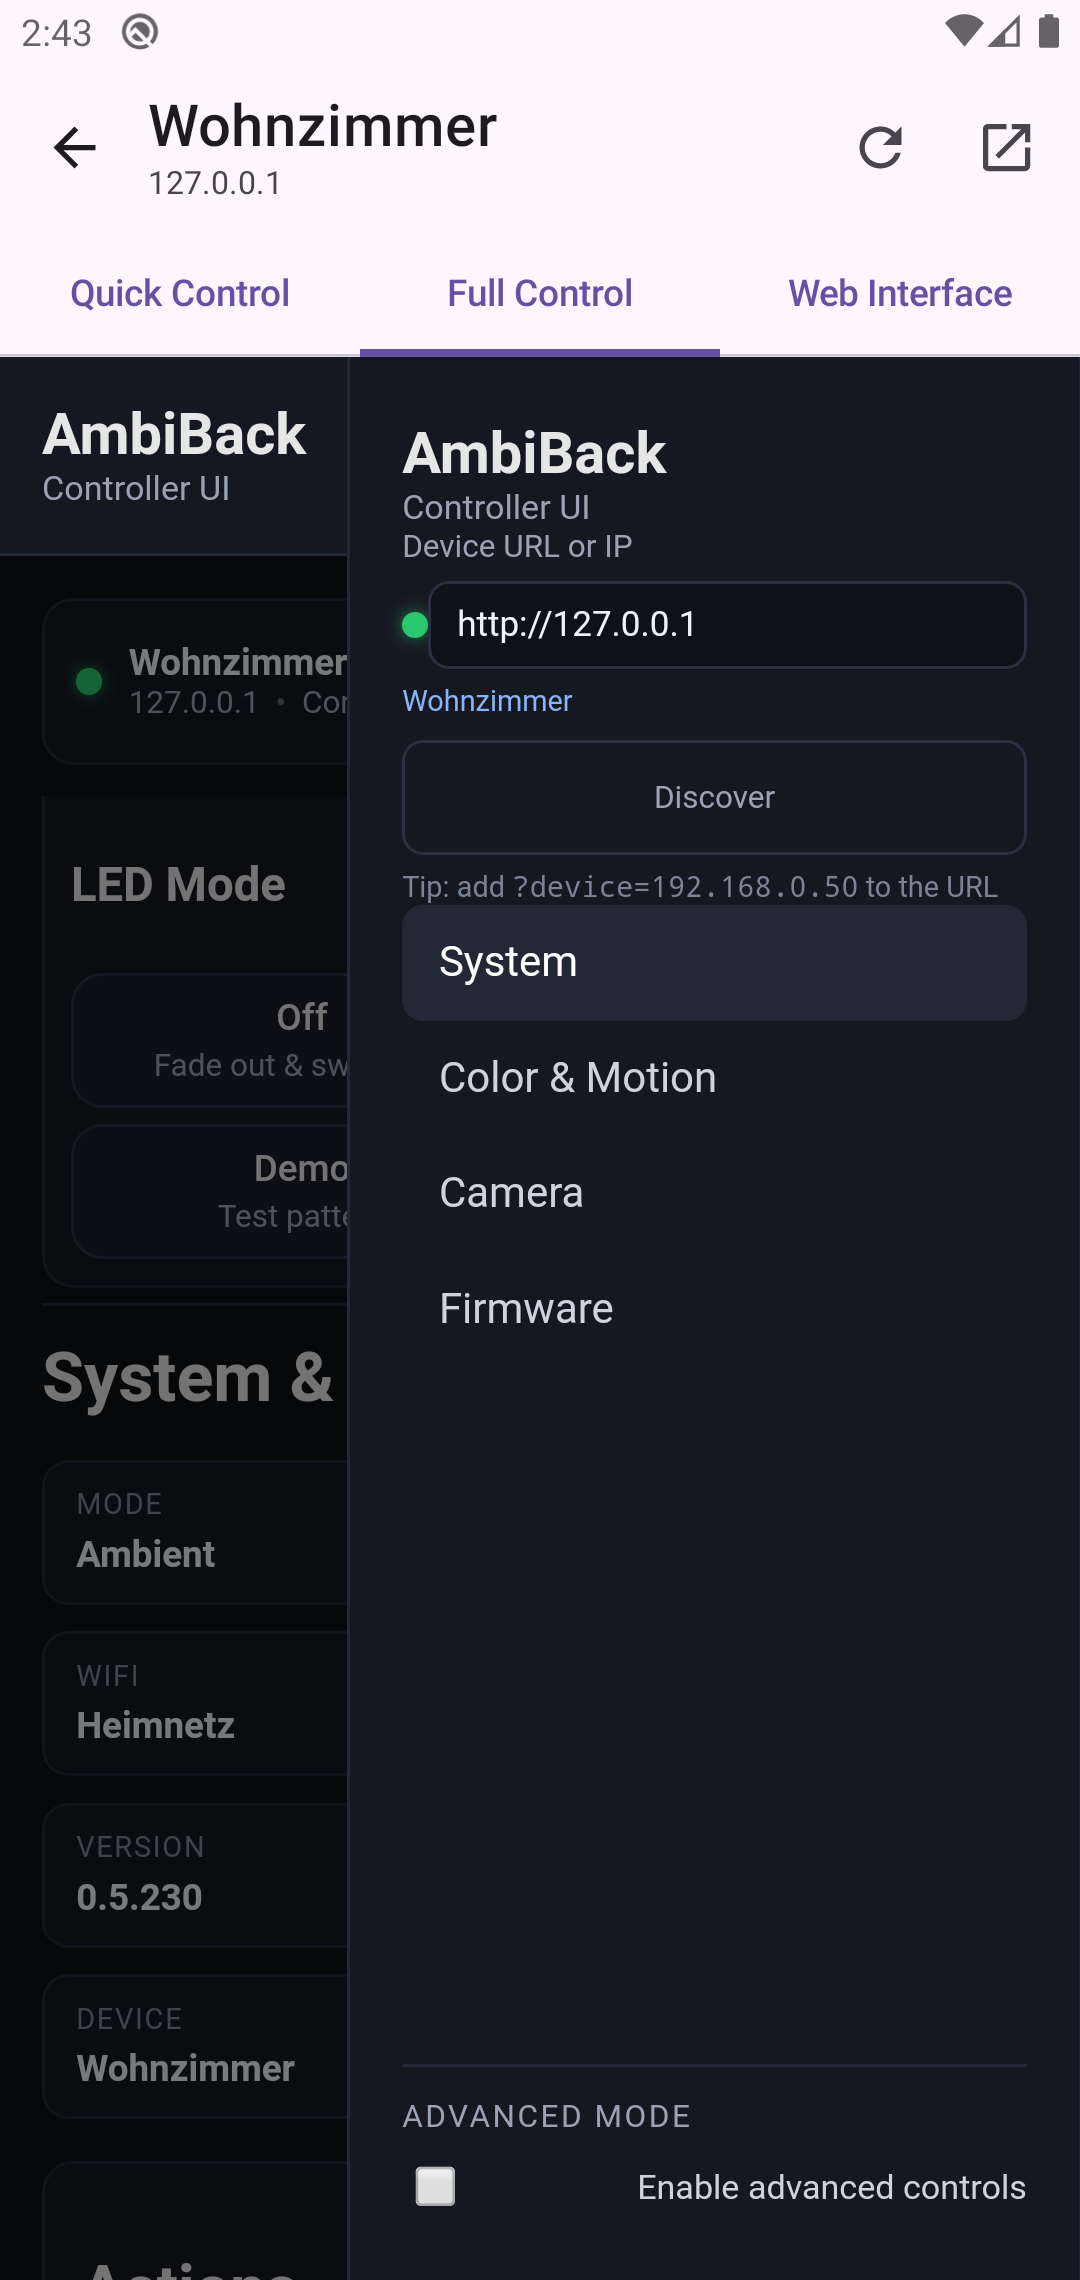 2:43
Wohnzimmer
127.0.0.1
Quick Control
Full Control
Web Interface
AmbiBack
Controller UI
Wohnzimmer
127.0.0.1 •
LED Mode
Off
Fade out &
Demo
Test
System &
MODE
Ambient
WIFI
Heimnetz
VERSION
0.5.230
DEVICE
Wohnzimmer
AmbiBack
Controller UI
Device URL or IP
http://127.0.0.1
Wohnzimmer
Discover
Tip: add ?device=192.168.0.50 to the URL
System
Color & Motion
Camera
Firmware
ADVANCED MODE
Enable advanced controls